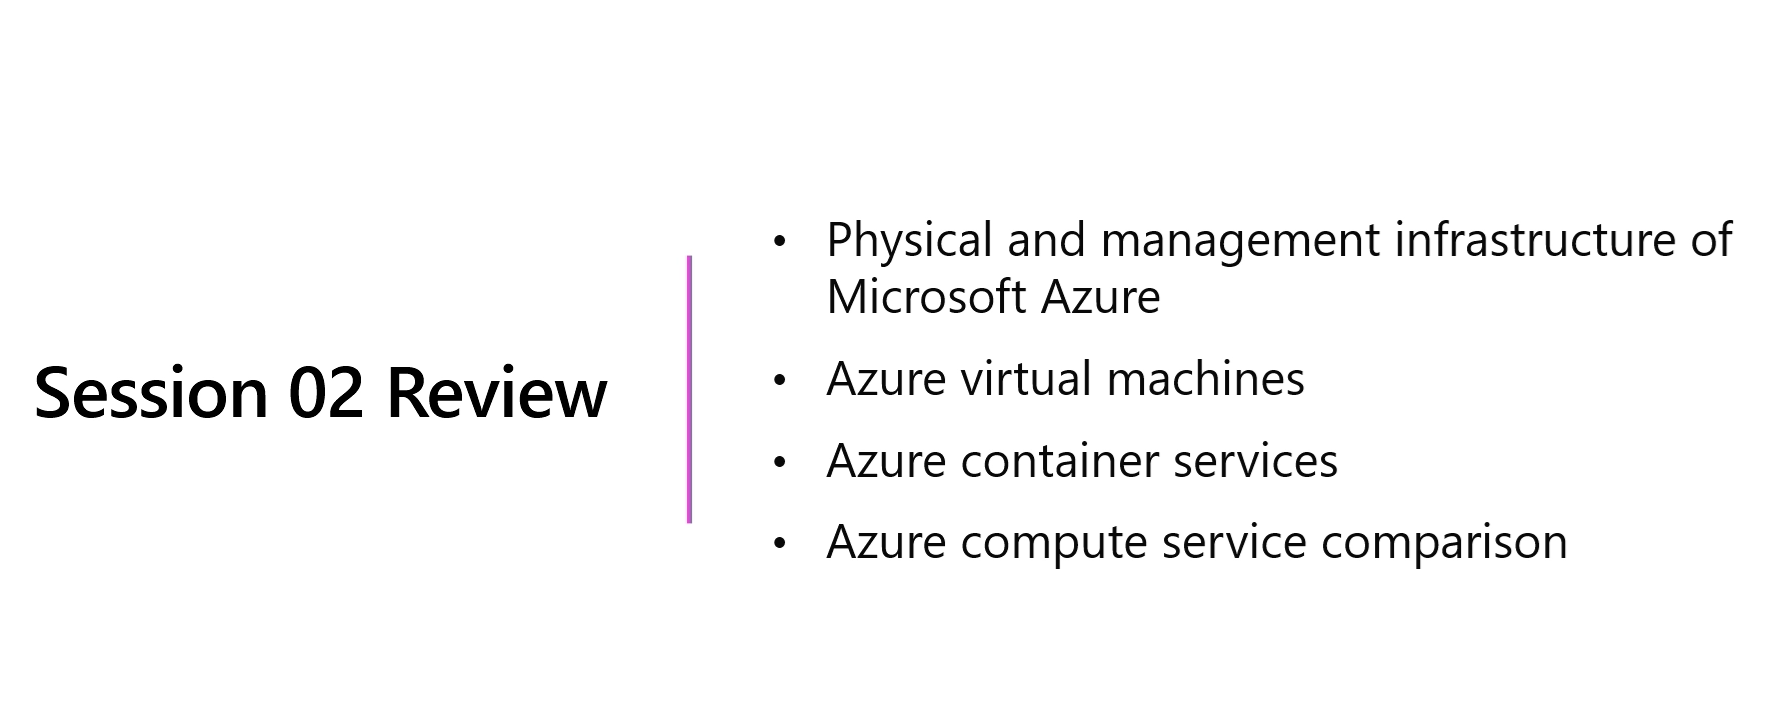 Session 02 Review
• Physical and management infrastructure of
Microsoft Azure
• Azure virtual machines
• Azure container services
• Azure compute service comparison